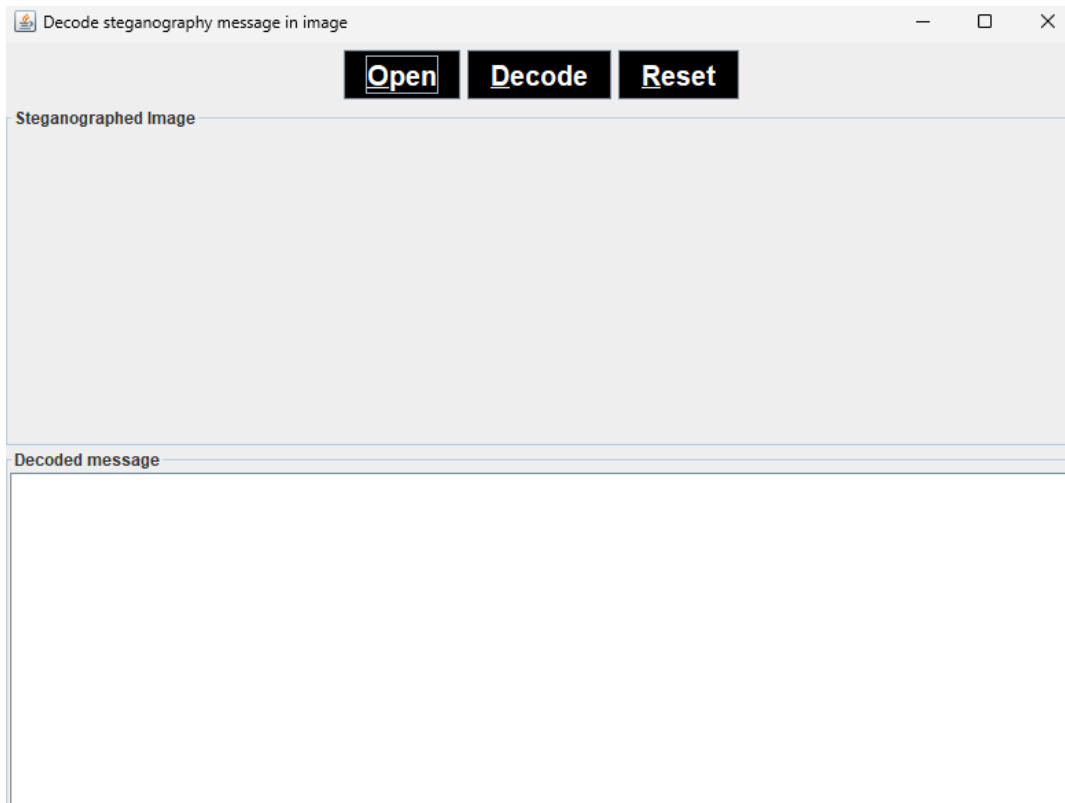 Decode steganography message in image
Open Decode Reset
Steganographed Image
Decoded message